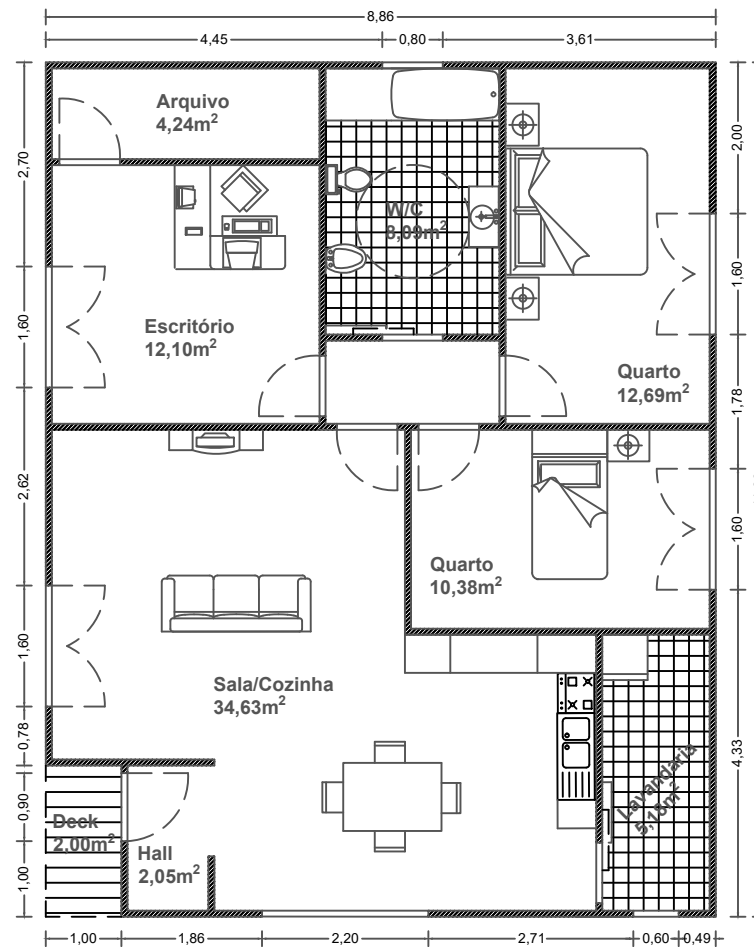 8,86
4,45
0,80
3,61
Arquivo
4,24m²
2,70
2,00
W/C
8,09m²
1,60
1,60
Escritório
12,10m²
Quarto
12,69m²
1,78
2,62
1,60
Quarto
10,38m²
1,60
Sala/Cozinha
34,63m²
0,78
4,33
Lavandaria
5,18m²
0,90
Deck
2.00m²
Hall
2,05m²
1,00
1,00
1,86
2,20
2,71
0,60
0,49